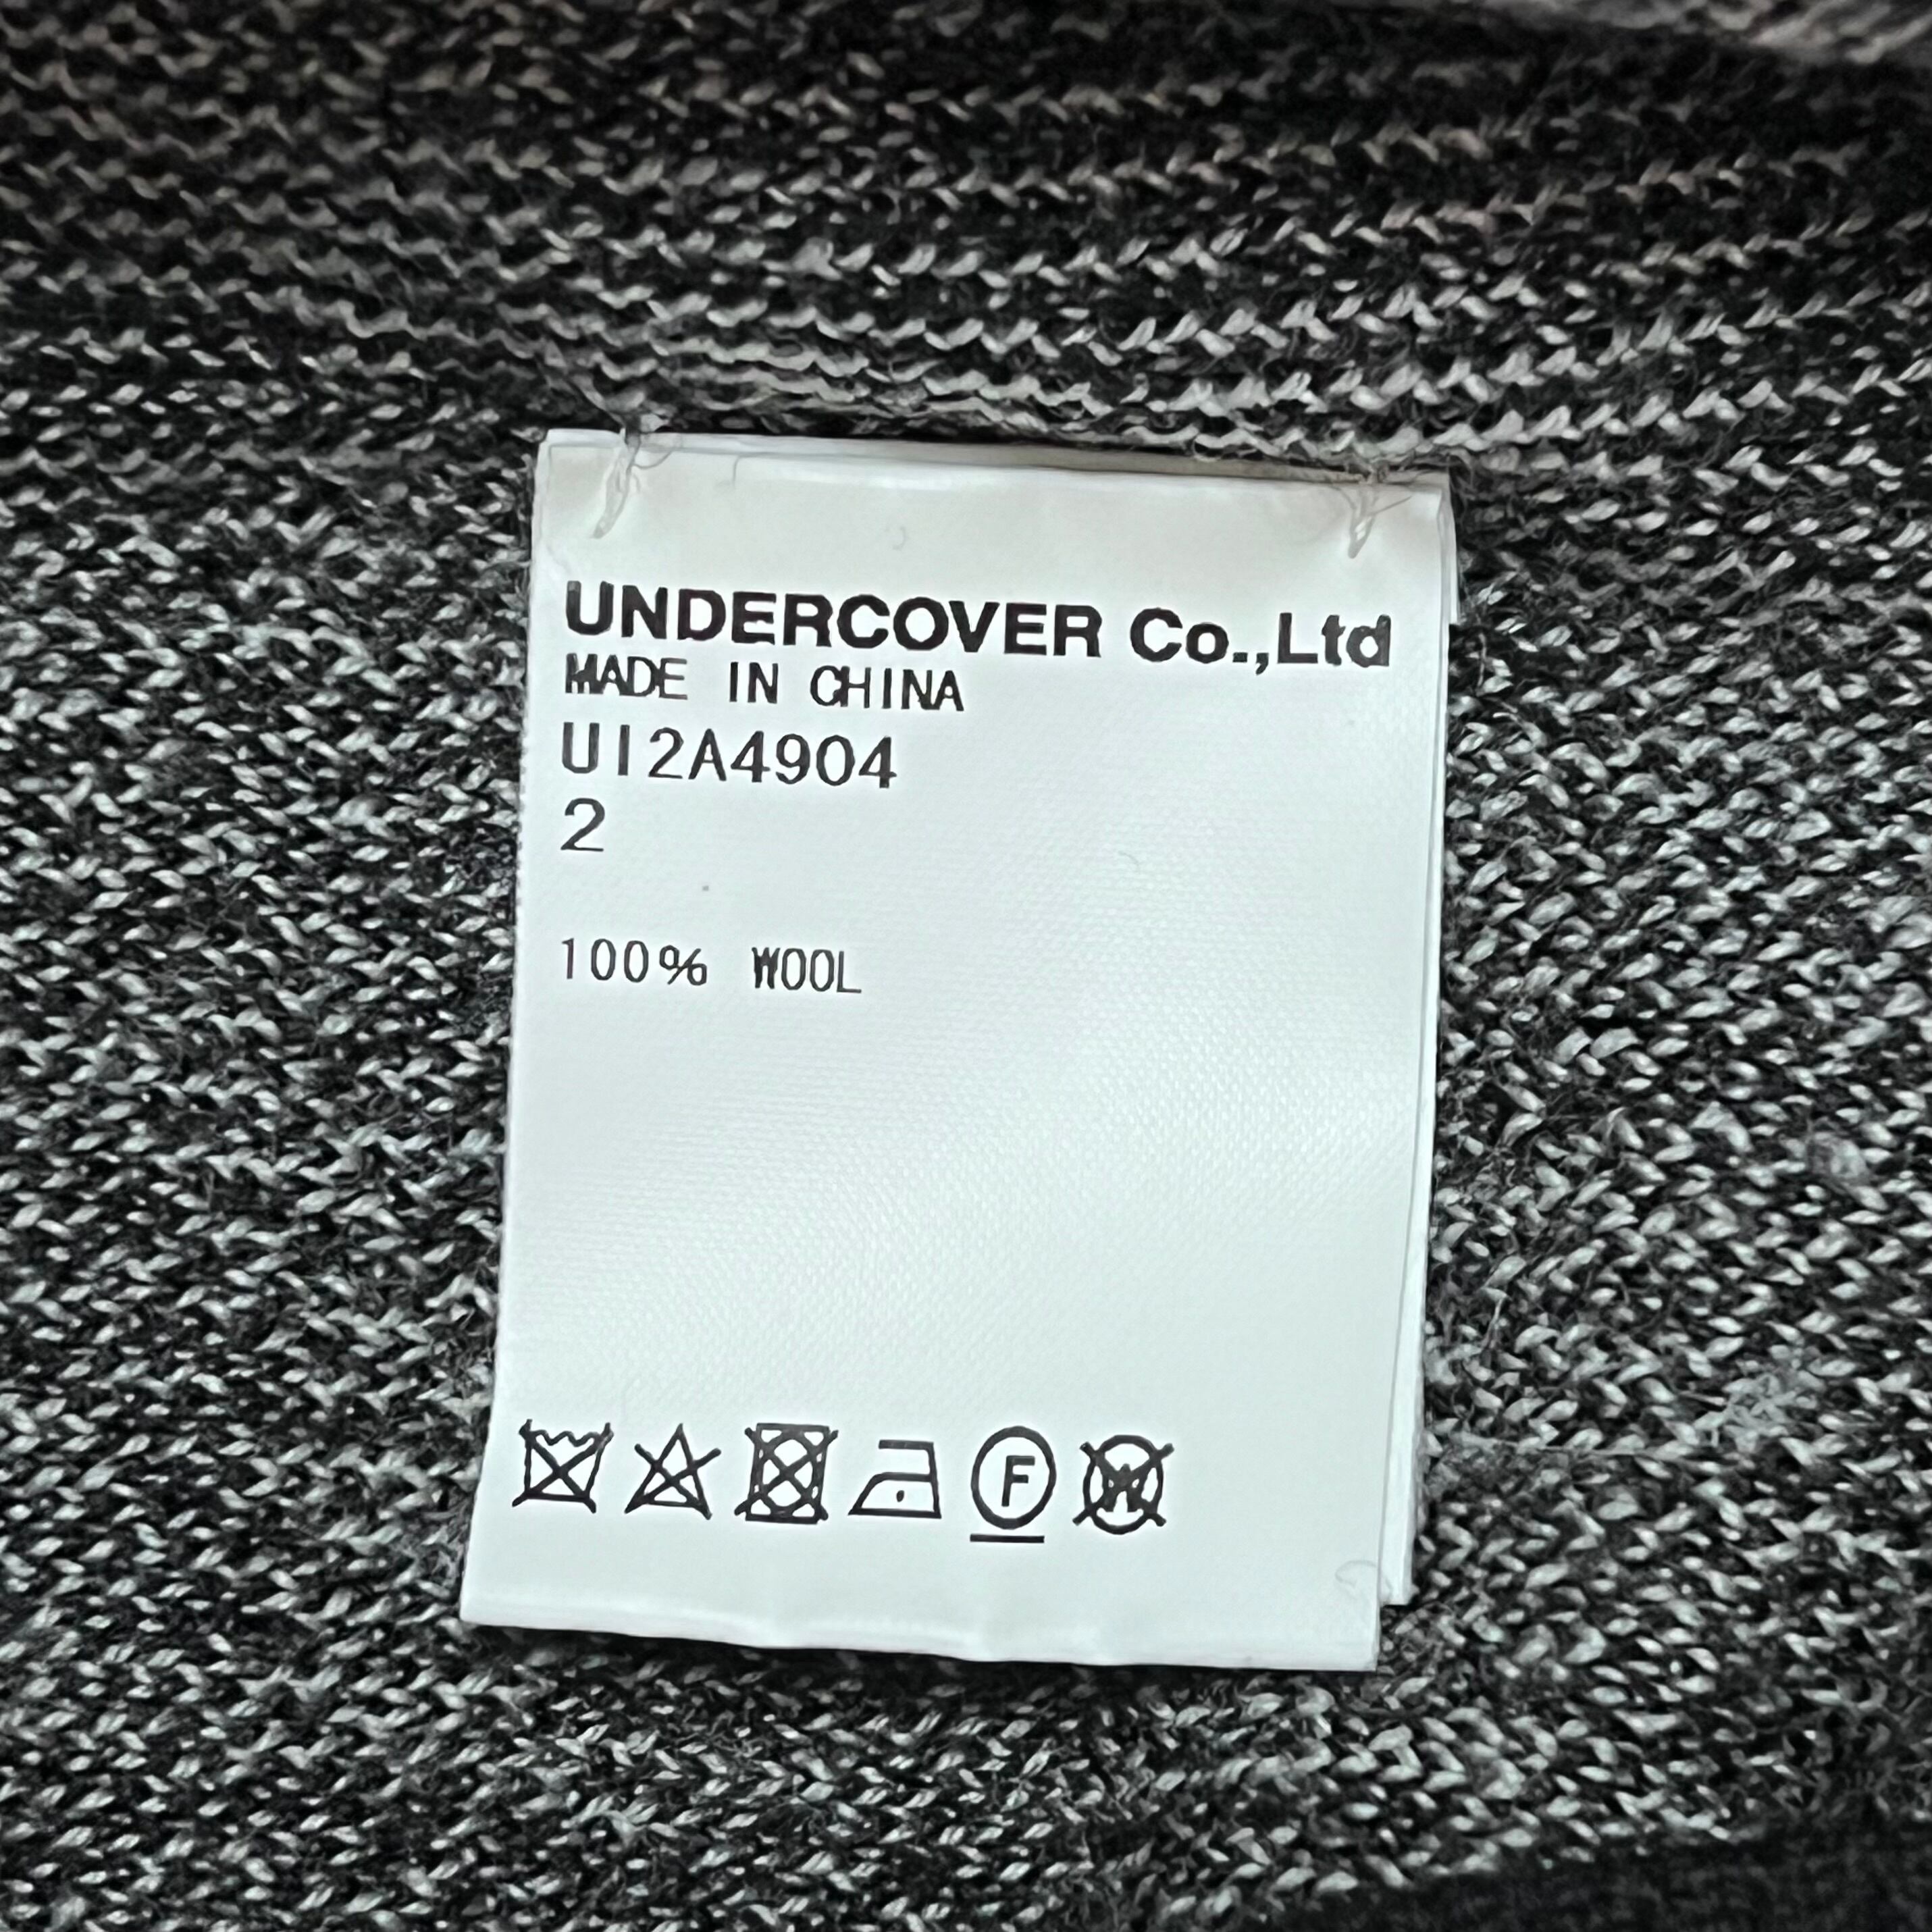 UNDERCOVER Co.,Ltd
MADE IN CHINA
UI2A4904
2
100% WOOL
F W